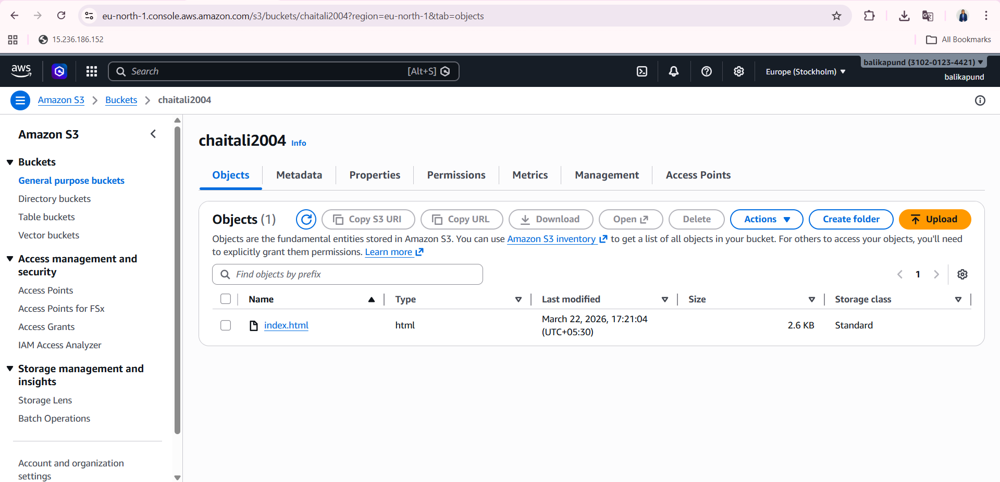 eu-north-1.console.aws.amazon.com/s3/buckets/chaitali2004?region=eu-north-1&tab=objects
15.236.186.152
All Bookmarks
aws
Search
[Alt+S]
Europe (Stockholm)
balikapund (3102-0123-4421)
balikapund
Amazon S3
Buckets
chaitali2004
Amazon S3
Buckets
General purpose buckets
Directory buckets
Table buckets
Vector buckets
Access management and
security
Access Points
Access Points for FSx
Access Grants
IAM Access Analyzer
Storage management and
insights
Storage Lens
Batch Operations
Account and organization
settings
chaitali2004 Info
Objects Metadata Properties Permissions Metrics Management Access Points
Objects (1) Copy S3 URI Copy URL Download Open Delete Actions Create folder Upload
Objects are the fundamental entities stored in Amazon S3. You can use Amazon S3 inventory to get a list of all objects in your bucket. For others to access your objects, you'll need
to explicitly grant them permissions. Learn more
Find objects by prefix
1
Name Type Last modified Size Storage class
index.html html March 22, 2026, 17:21:04 2.6 KB Standard
(UTC+05:30)